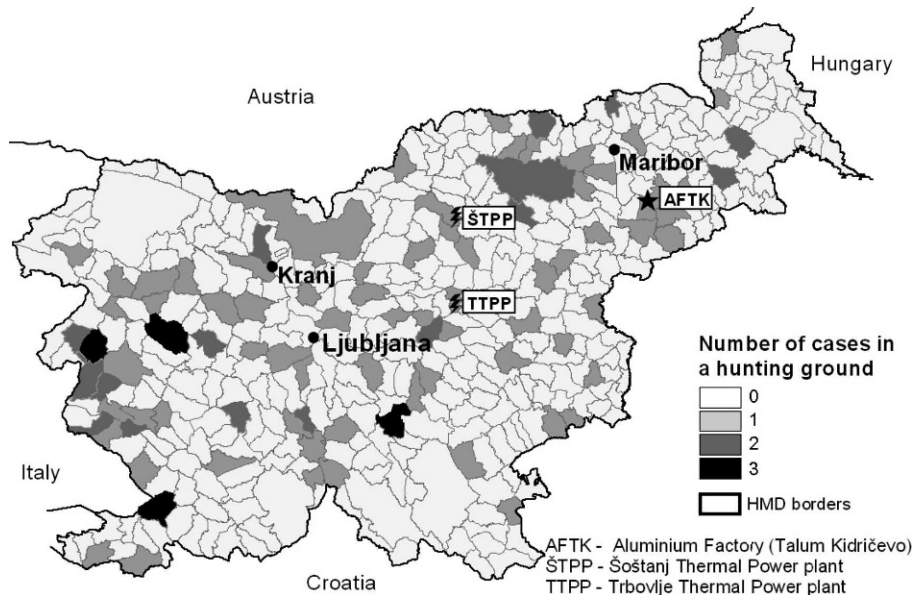 Austria
Hungary
Maribor
AFTK
ŠTPP
Kranj
TTPP
Ljubljana
Italy
Croatia
Number of cases in
a hunting ground
0
1
2
3
HMD borders
AFTK - Aluminium Factory (Talum Kidričevo)
ŠTPP - Šoštanj Thermal Power plant
TTPP - Trbovlje Thermal Power plant